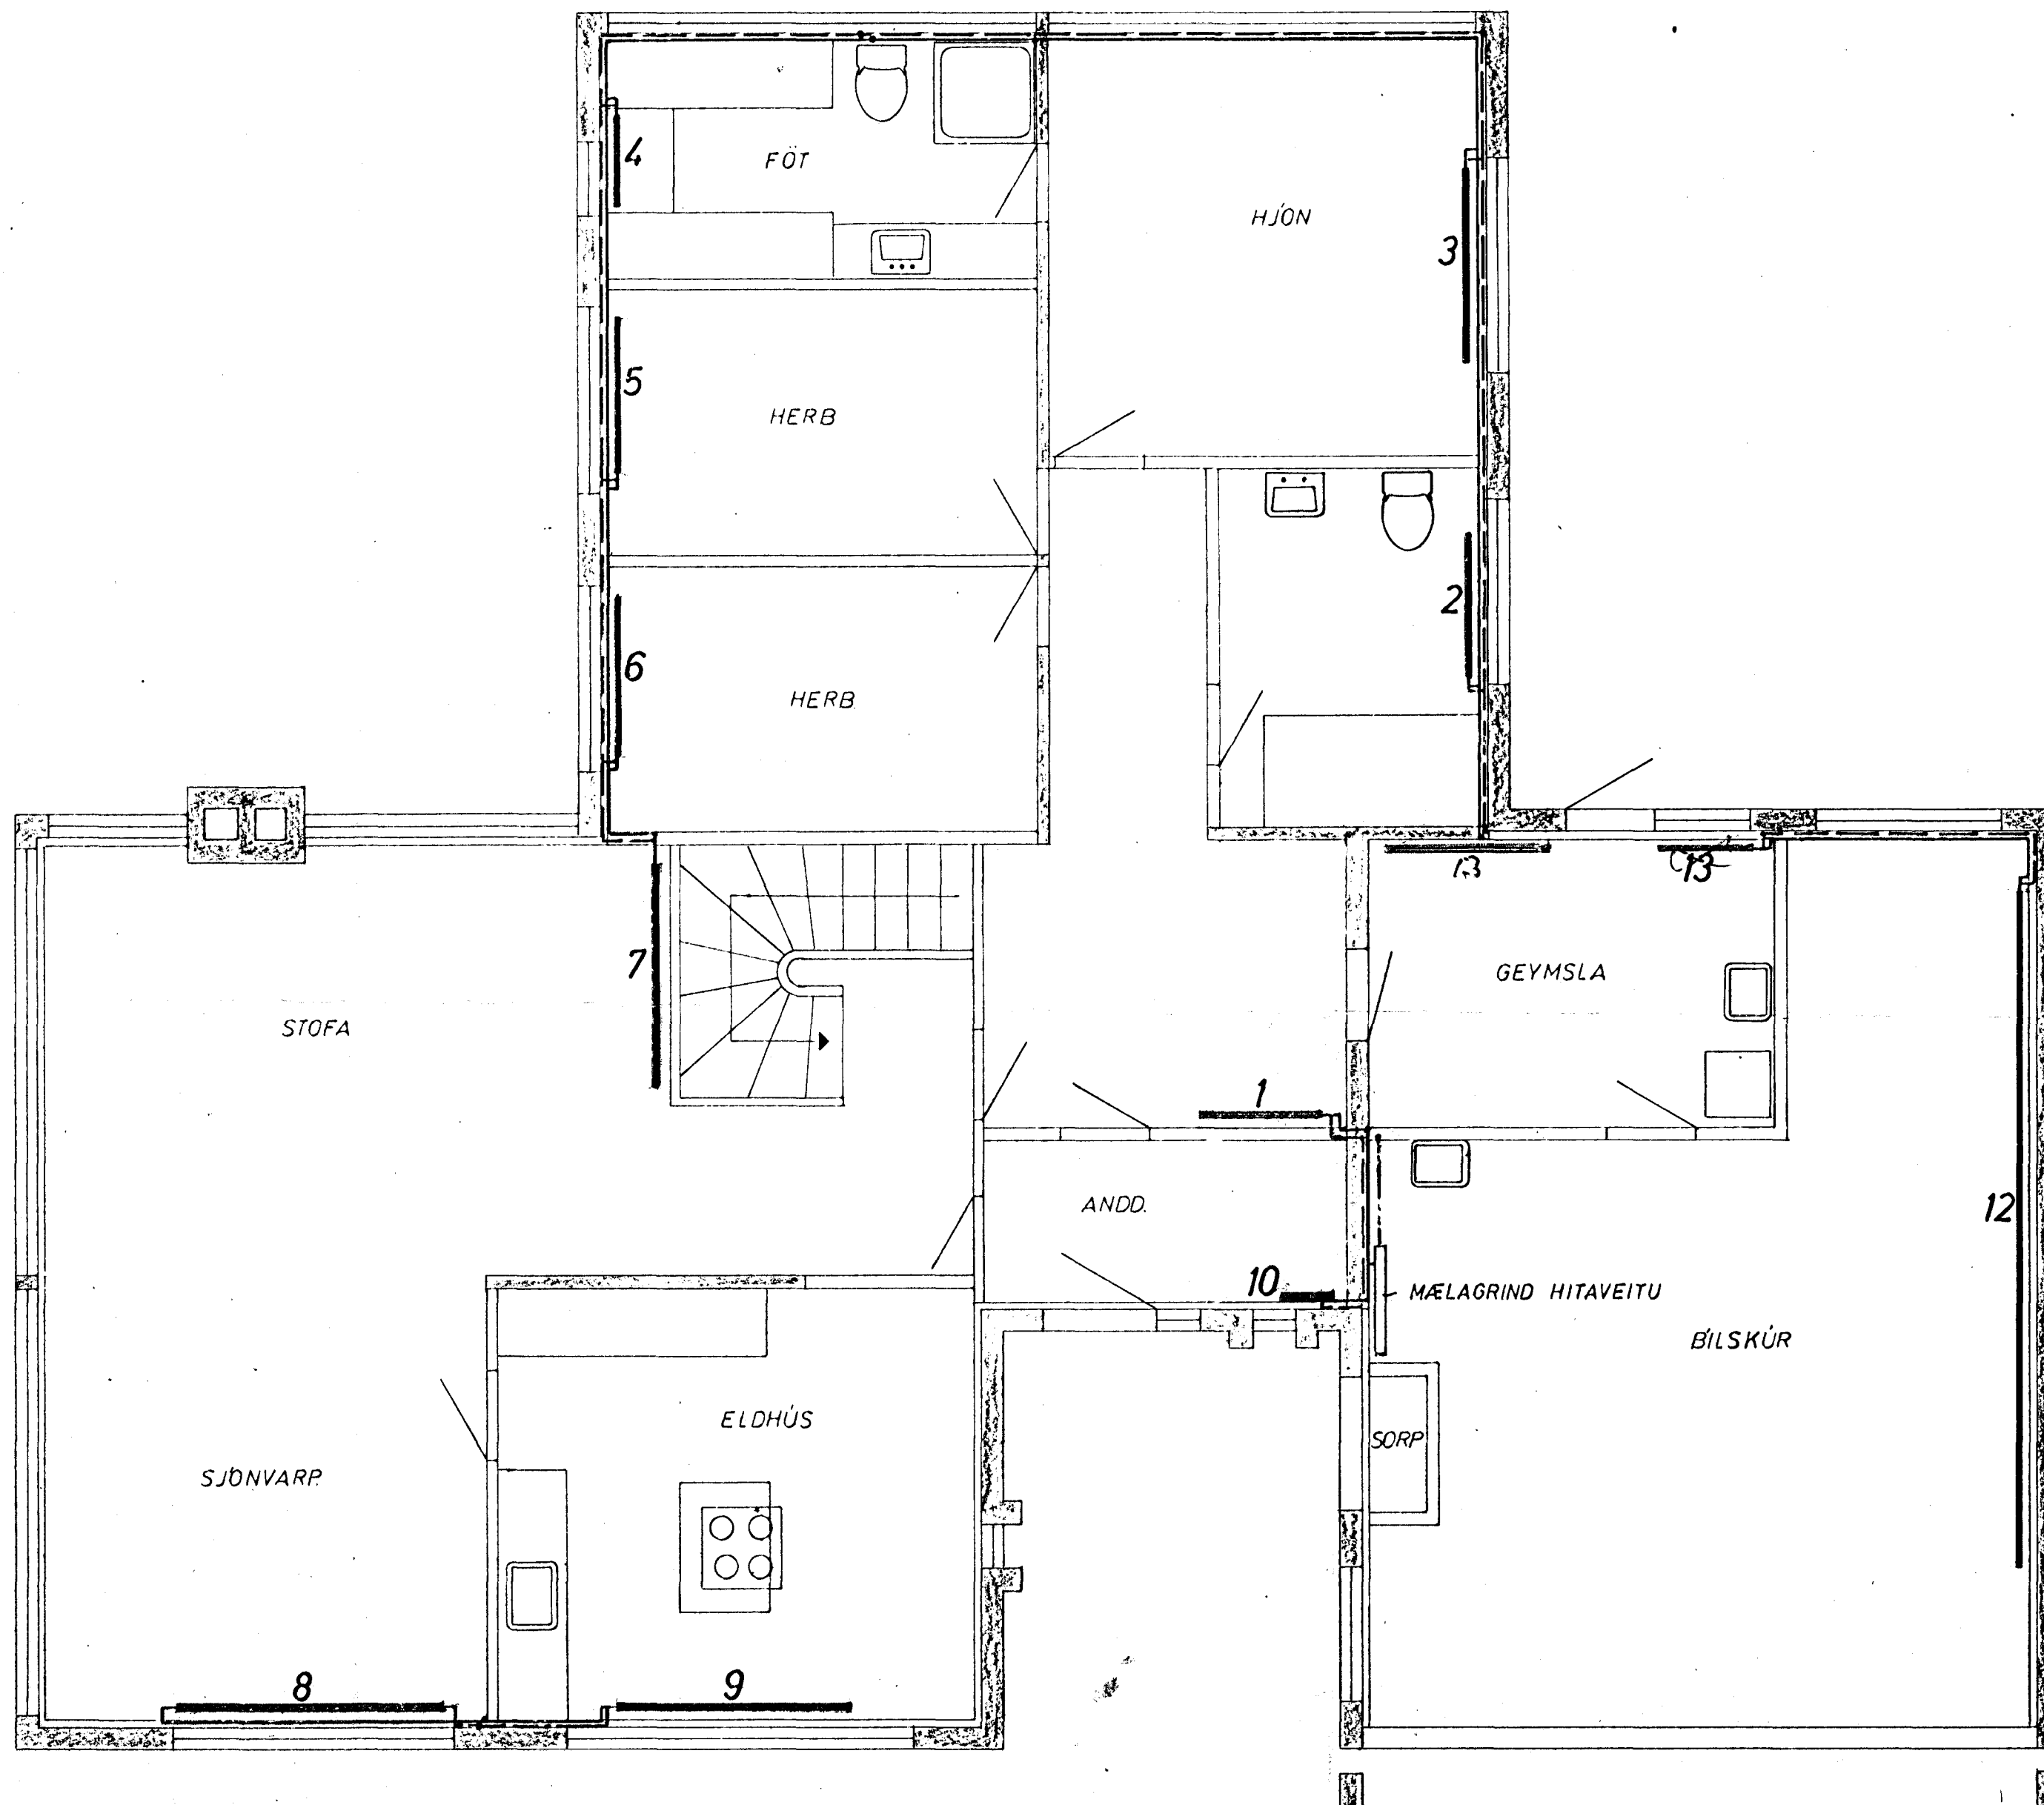 4
FÖT
HJÓN
3
5
HERB
2
6
HERB.
13
13
7
GEYMSLA
STOFA
1
12
ANDD.
10
MÆLAGRIND HITAVEITU
BÍLSKÚR
ELDHÚS
SORP
SJÓNVARP.
8
9